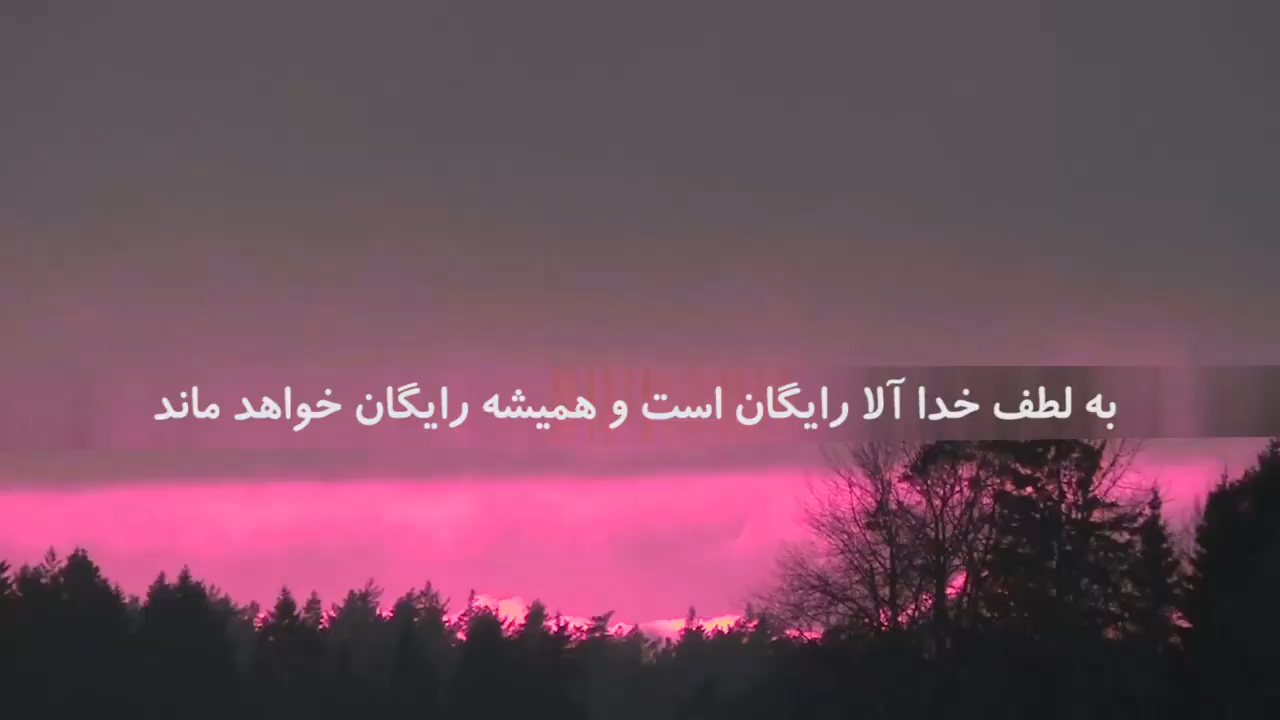 به لطف خدا آلا رایگان است و همیشه رایگان خواهد ماند